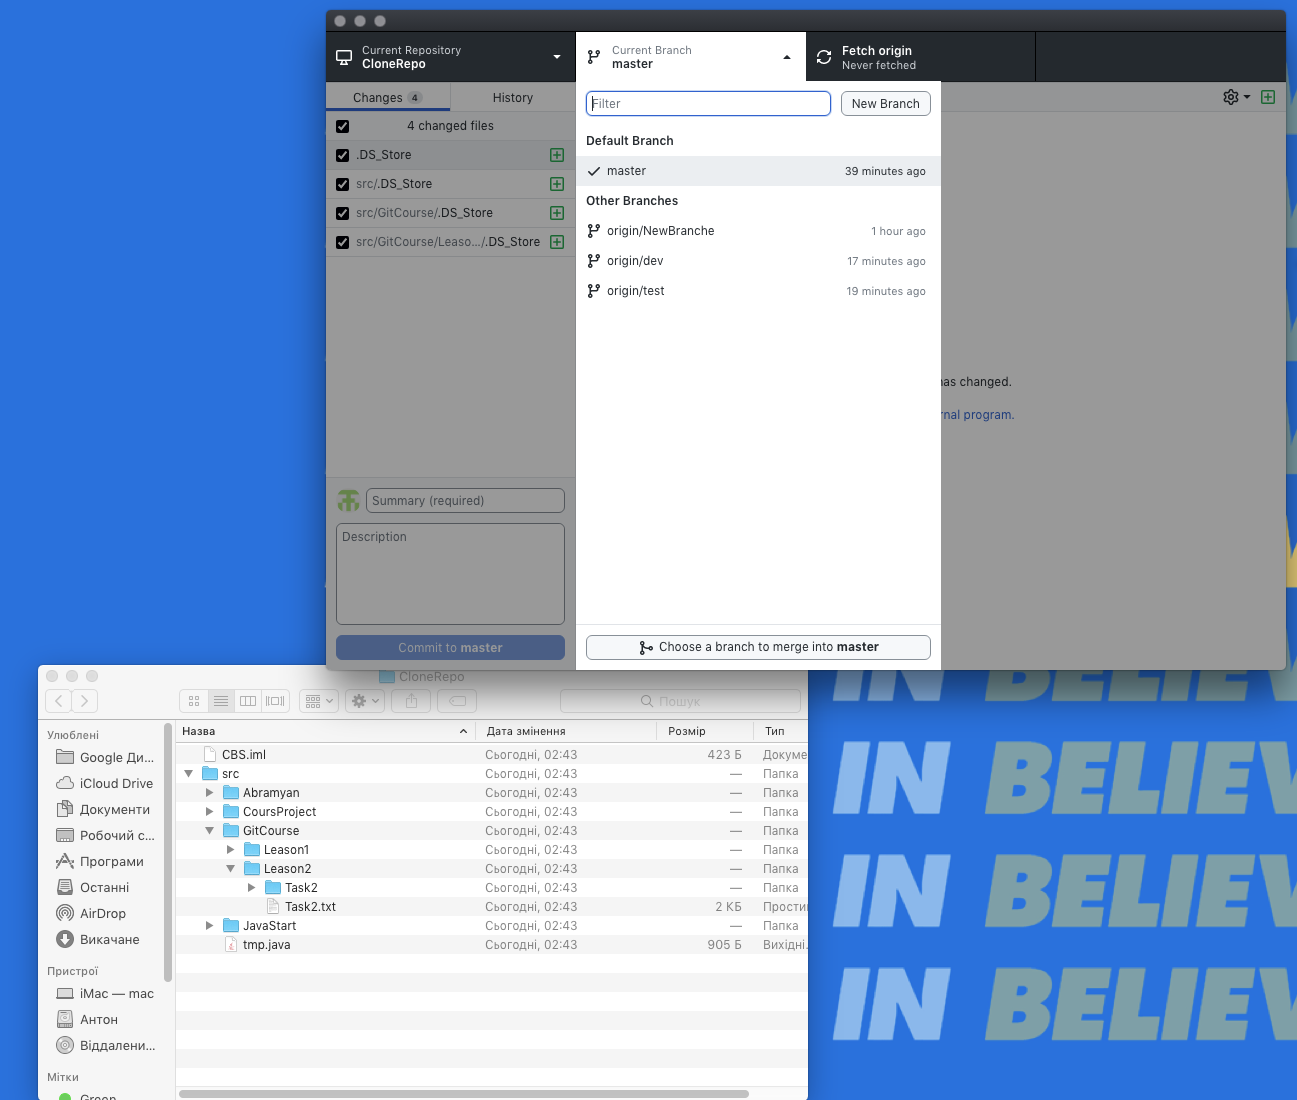 Current Repository
CloneRepo
Current Branch
master
Fetch origin
Never fetched
Changes 4
History
4 changed files
.DS_Store
src/.DS_Store
src/GitCourse/.DS_Store
src/GitCourse/Leaso.../.DS_Store
Summary (required)
Description
Commit to master
Filter
New Branch
Default Branch
master 39 minutes ago
Other Branches
origin/NewBranche 1 hour ago
origin/dev 17 minutes ago
origin/test 19 minutes ago
Choose a branch to merge into master
has changed.
rnal program.
CloneRepo
Пошук
Улюблені
Google Ди...
iCloud Drive
Документи
Робочий с...
Програми
Останні
AirDrop
Викачане
Пристрої
iMac — mac
Антон
Віддалени...
Мітки
Green
Назва Дата змінення Розмір Тип
CBS.iml Сьогодні, 02:43 423 Б Докуме
src Сьогодні, 02:43 — Папка
Abramyan Сьогодні, 02:43 — Папка
CoursProject Сьогодні, 02:43 — Папка
GitCourse Сьогодні, 02:43 — Папка
Leason1 Сьогодні, 02:43 — Папка
Leason2 Сьогодні, 02:43 — Папка
Task2 Сьогодні, 02:43 — Папка
Task2.txt Сьогодні, 02:43 2 КБ Прости
JavaStart Сьогодні, 02:43 — Папка
tmp.java Сьогодні, 02:43 905 Б Вихідні.
IN BELIEV
IN BELIEV
IN BELIEV
IN BELIEV